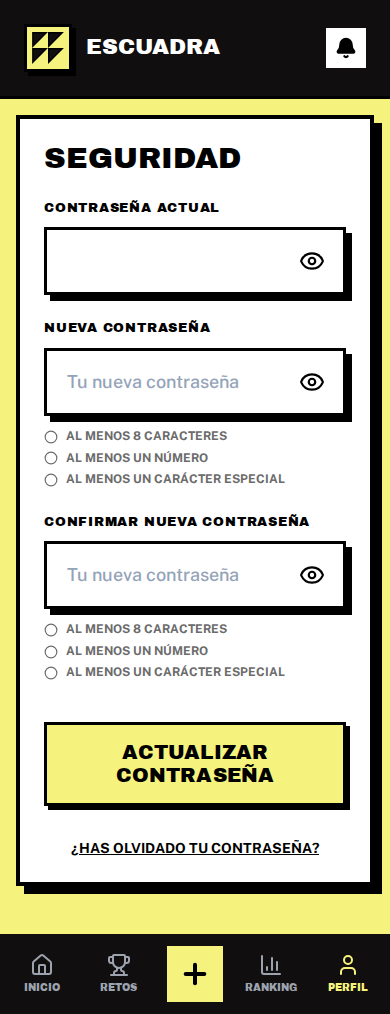 ESCUADRA
SEGURIDAD
CONTRASEÑA ACTUAL
NUEVA CONTRASEÑA
Tu nueva contraseña
AL MENOS 8 CARACTERES
AL MENOS UN NÚMERO
AL MENOS UN CARÁCTER ESPECIAL
CONFIRMAR NUEVA CONTRASEÑA
Tu nueva contraseña
AL MENOS 8 CARACTERES
AL MENOS UN NÚMERO
AL MENOS UN CARÁCTER ESPECIAL
ACTUALIZAR
CONTRASEÑA
¿HAS OLVIDADO TU CONTRASEÑA?
INICIO RETOS RANKING PERFIL